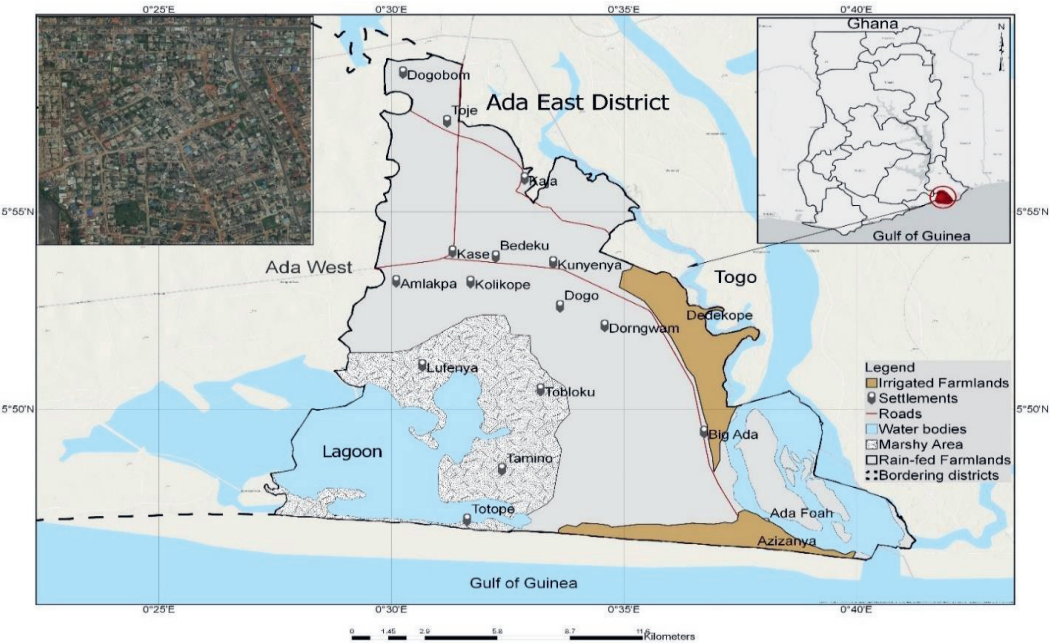 0°25'E 0°30'E 0°35'E 0°40'E
Ghana
N
Dogobom
Ada East District
Toje
Kaja
5°55'N
5°55'N
Gulf of Guinea
Bedeku
Kase
Kunyenya
Ada West
Togo
Amlakpa
Kolikope
Dogo
Dedekope
Dorngwam
Lufenya
Legend
Irrigated Farmlands
Settlements
Roads
Water bodies
Marshy Area
Rain-fed Farmlands
Bordering districts
Tobloku
5°50'N
Big Ada
Lagoon
Tamino
Totope
Ada Foah
Azizanya
Gulf of Guinea
0°25'E 0°30'E 0°35'E 0°40'E
0 1.45 2.9 5.8 8.7 11.6
Kilometers